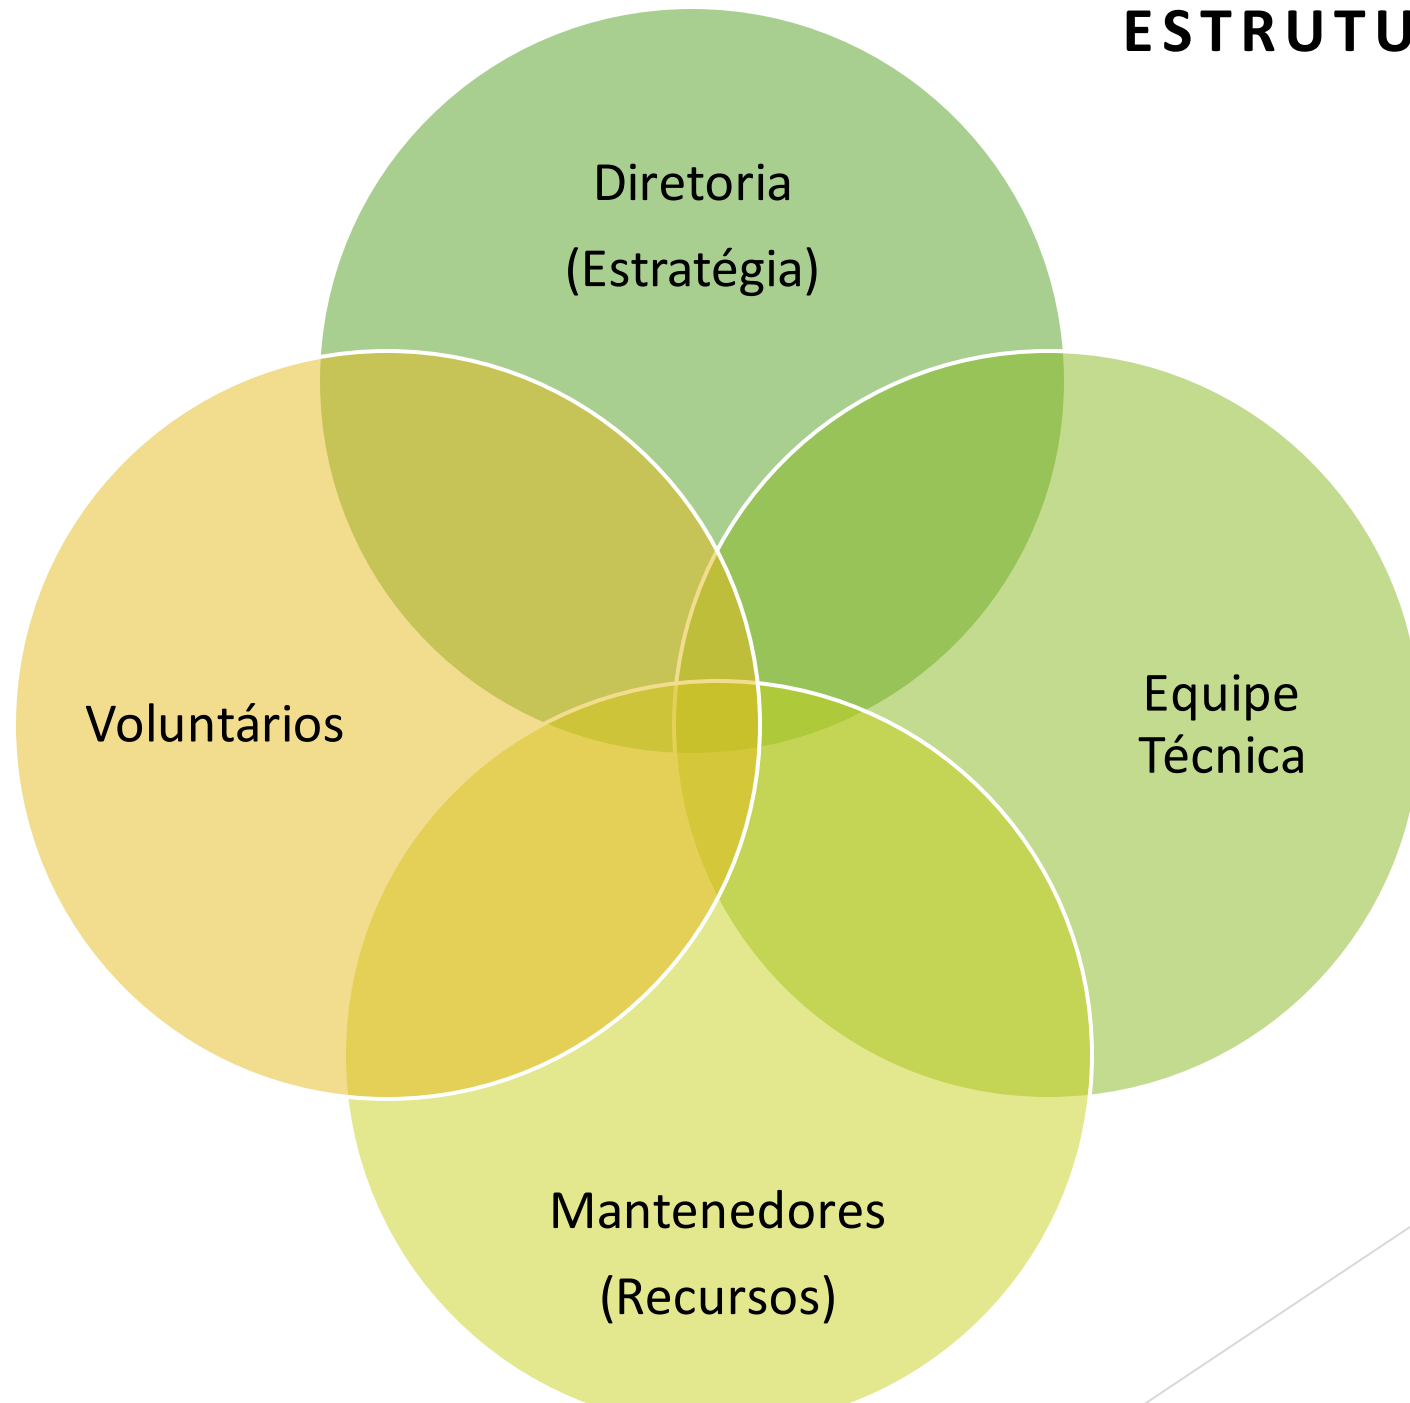 ESTRUTU
Diretoria
(Estratégia)
Voluntários
Equipe
Técnica
Mantenedores
(Recursos)